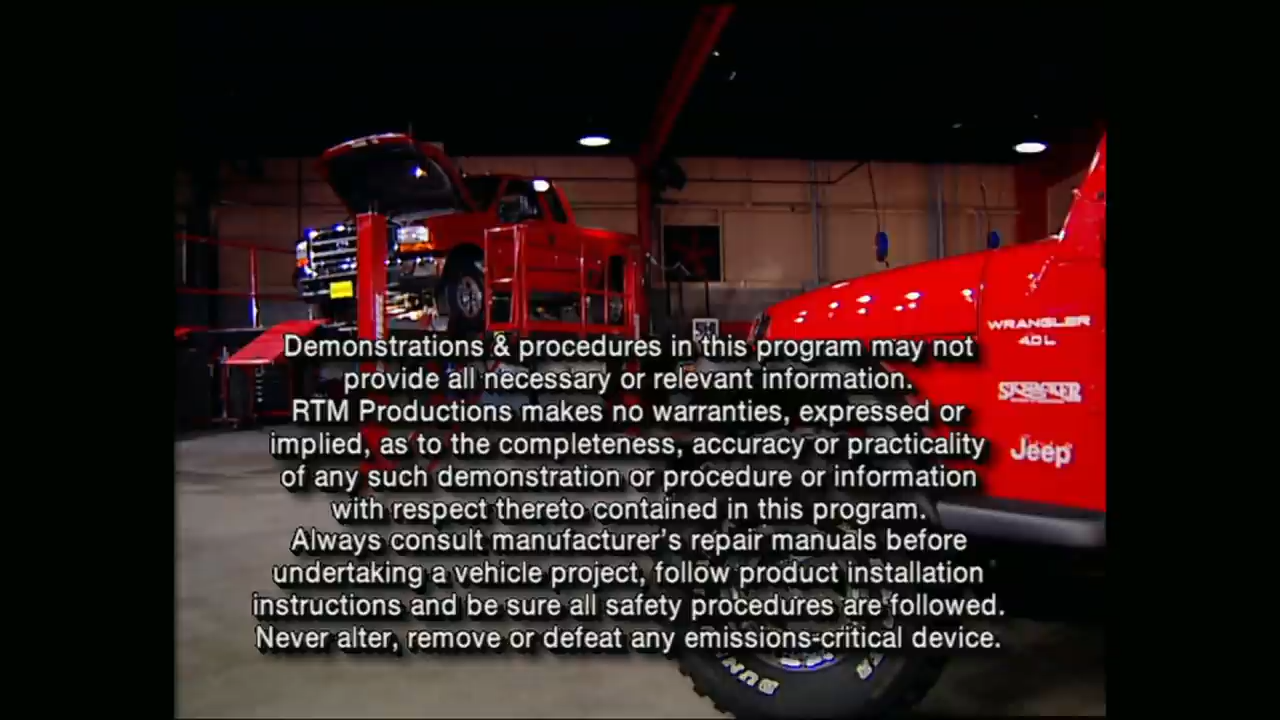 WRANGLER
4.0 L
SKYJACKER
Jeep
Demonstrations & procedures in this program may not
provide all necessary or relevant information.
RTM Productions makes no warranties, expressed or
implied, as to the completeness, accuracy or practicality
of any such demonstration or procedure or information
with respect thereto contained in this program.
Always consult manufacturer's repair manuals before
undertaking a vehicle project, follow product installation
instructions and be sure all safety procedures are followed.
Never alter, remove or defeat any emissions-critical device.